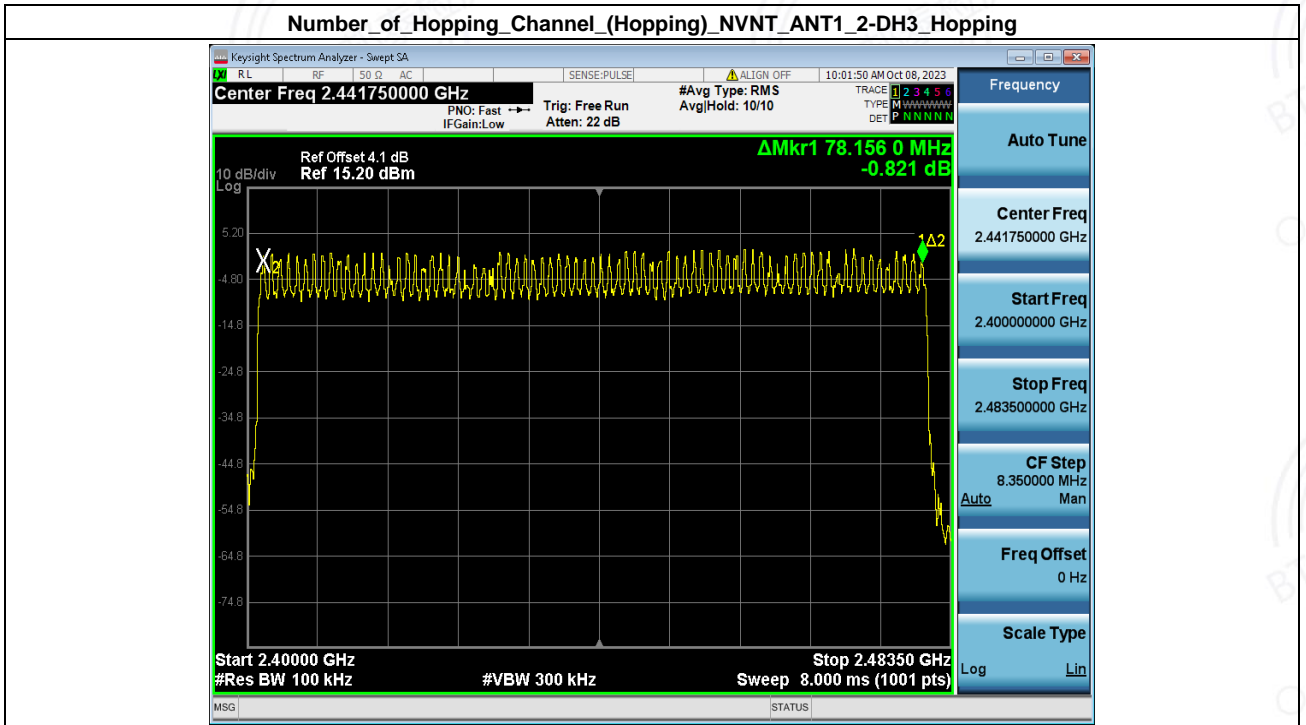 Number_of_Hopping_Channel_(Hopping)_NVNT_ANT1_2-DH3_Hopping
Keysight Spectrum Analyzer - Swept SA
LXI RL RF 50 Ω AC SENSE:PULSE ALIGN OFF 10:01:50 AM Oct 08, 2023
Center Freq 2.441750000 GHz
PNO: Fast
IFGain:Low
Trig: Free Run
Atten: 22 dB
#Avg Type: RMS
Avg|Hold: 10/10
TRACE 1 2 3 4 5 6
TYPE M WWWWW
DET P N N N N N
ΔMkr1 78.156 0 MHz
-0.821 dB
Ref Offset 4.1 dB
10 dB/div Ref 15.20 dBm
Log
5.20
-4.80
-14.8
-24.8
-34.8
-44.8
-54.8
-64.8
-74.8
X2
1Δ2
Start 2.40000 GHz Stop 2.48350 GHz
#Res BW 100 kHz #VBW 300 kHz Sweep 8.000 ms (1001 pts)
MSG STATUS
Frequency
Auto Tune
Center Freq
2.441750000 GHz
Start Freq
2.400000000 GHz
Stop Freq
2.483500000 GHz
CF Step
8.350000 MHz
Auto Man
Freq Offset
0 Hz
Scale Type
Log Lin